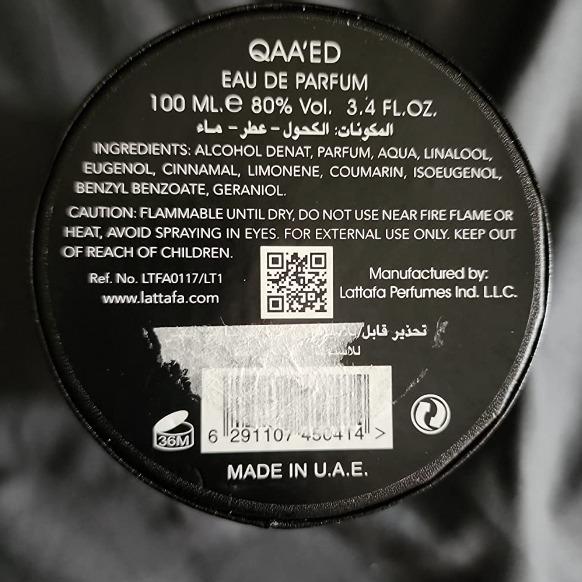 QAA'ED
EAU DE PARFUM
100 ML.℮ 80% Vol. 3.4 FL.OZ.
المكونات: الكحول - عطر - ماء
INGREDIENTS: ALCOHOL DENAT, PARFUM, AQUA, LINALOOL,
EUGENOL, CINNAMAL, LIMONENE, COUMARIN, ISOEUGENOL,
BENZYL BENZOATE, GERANIOL.
CAUTION: FLAMMABLE UNTIL DRY, DO NOT USE NEAR FIRE FLAME OR
HEAT, AVOID SPRAYING IN EYES. FOR EXTERNAL USE ONLY. KEEP OUT
OF REACH OF CHILDREN.
Ref. No. LTFA0117/LT1
www.lattafa.com
Manufactured by:
Lattafa Perfumes Ind. L.L.C.
تحذير قابل
36M
6 291107 450414 >
MADE IN U.A.E.